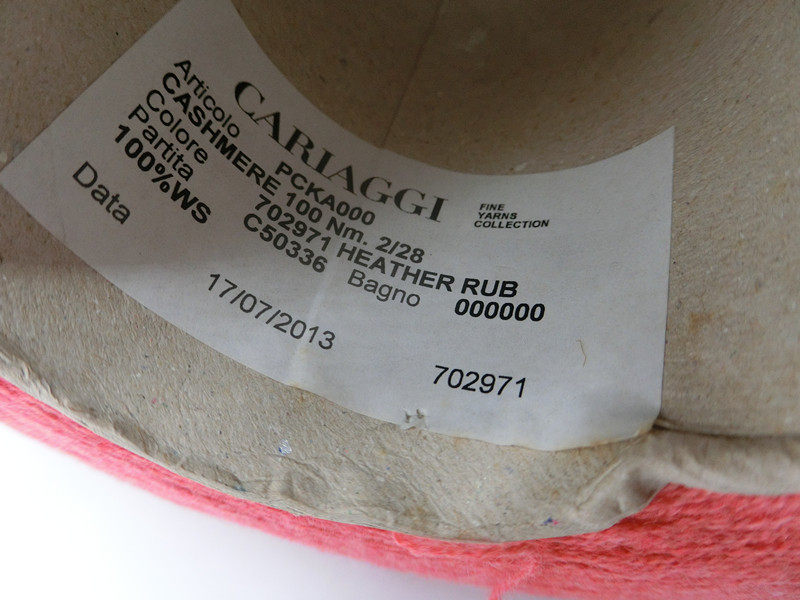 CARIAGGI
FINE
YARNS
COLLECTION
Articolo PCKA000
CASHMERE 100 Nm. 2/28
Colore 702971 HEATHER RUB
Partita C50336 Bagno 000000
100%WS
Data 17/07/2013
702971